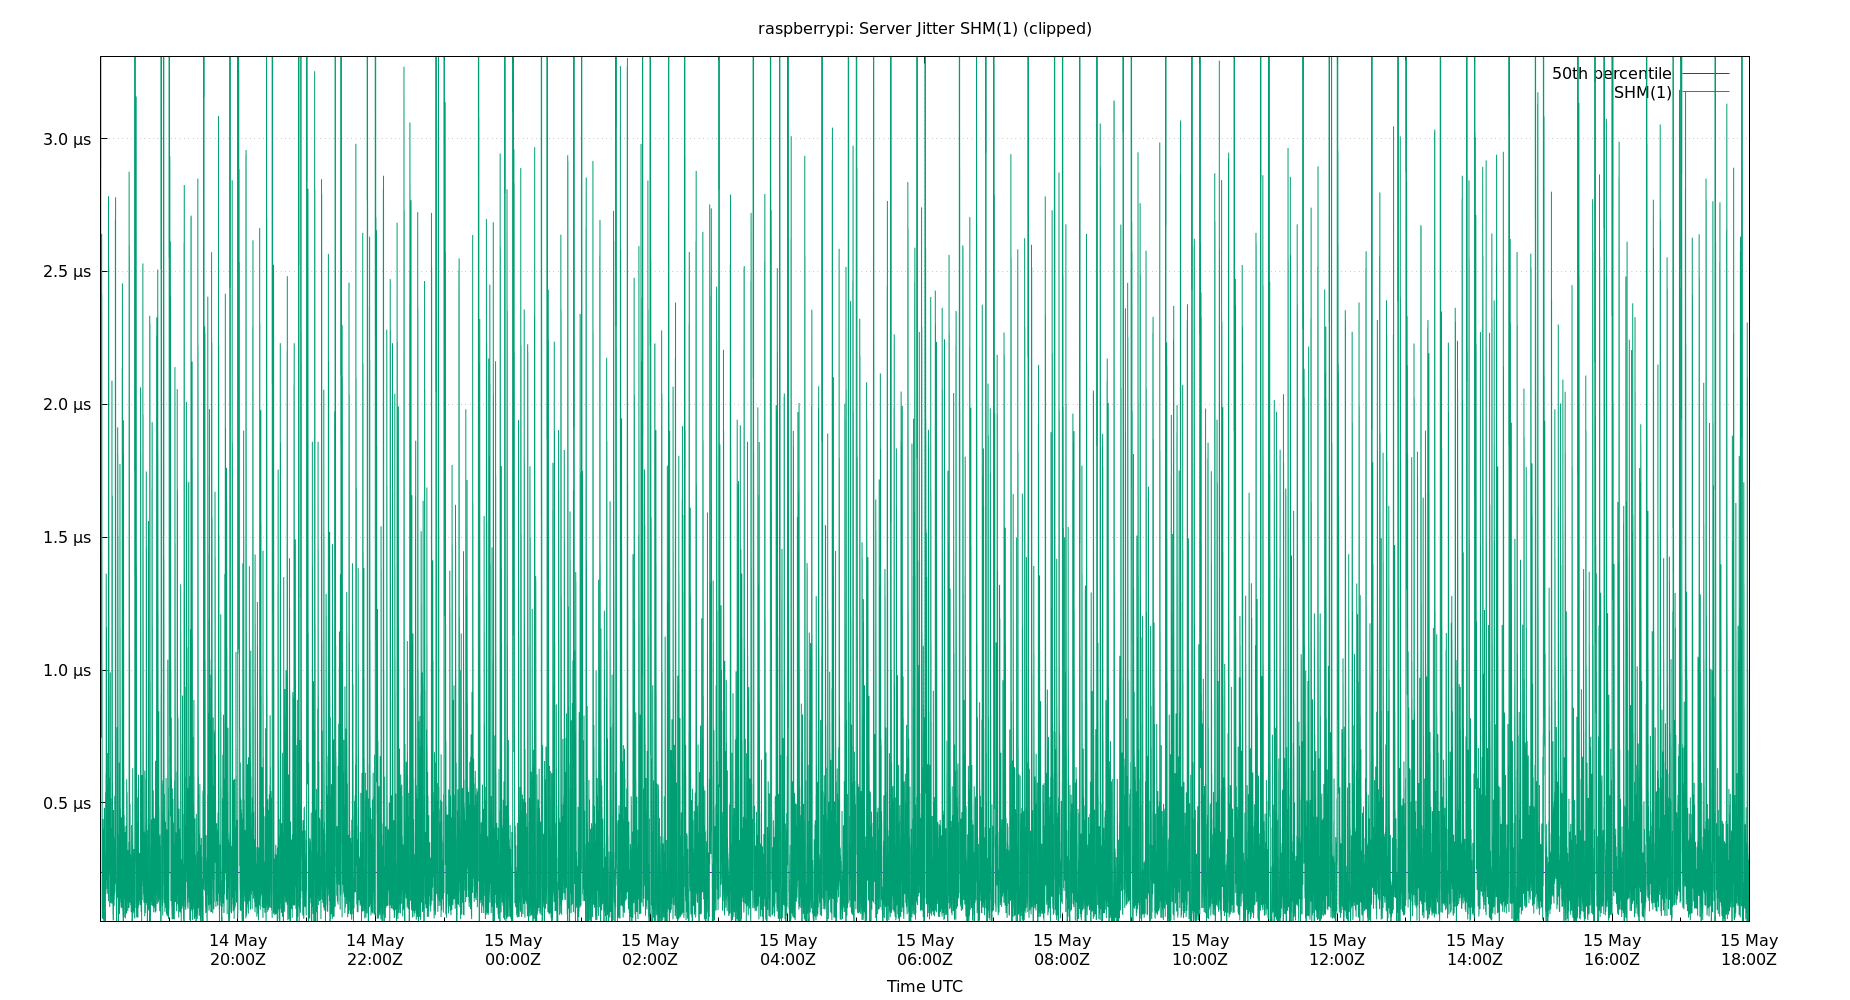 raspberrypi: Server Jitter SHM(1) (clipped)
50th percentile
SHM(1)
3.0 μs
2.5 μs
2.0 μs
1.5 μs
1.0 μs
0.5 μs
14 May 14 May 15 May 15 May 15 May 15 May 15 May 15 May 15 May 15 May 15 May 15 May
20:00Z 22:00Z 00:00Z 02:00Z 04:00Z 06:00Z 08:00Z 10:00Z 12:00Z 14:00Z 16:00Z 18:00Z
Time UTC